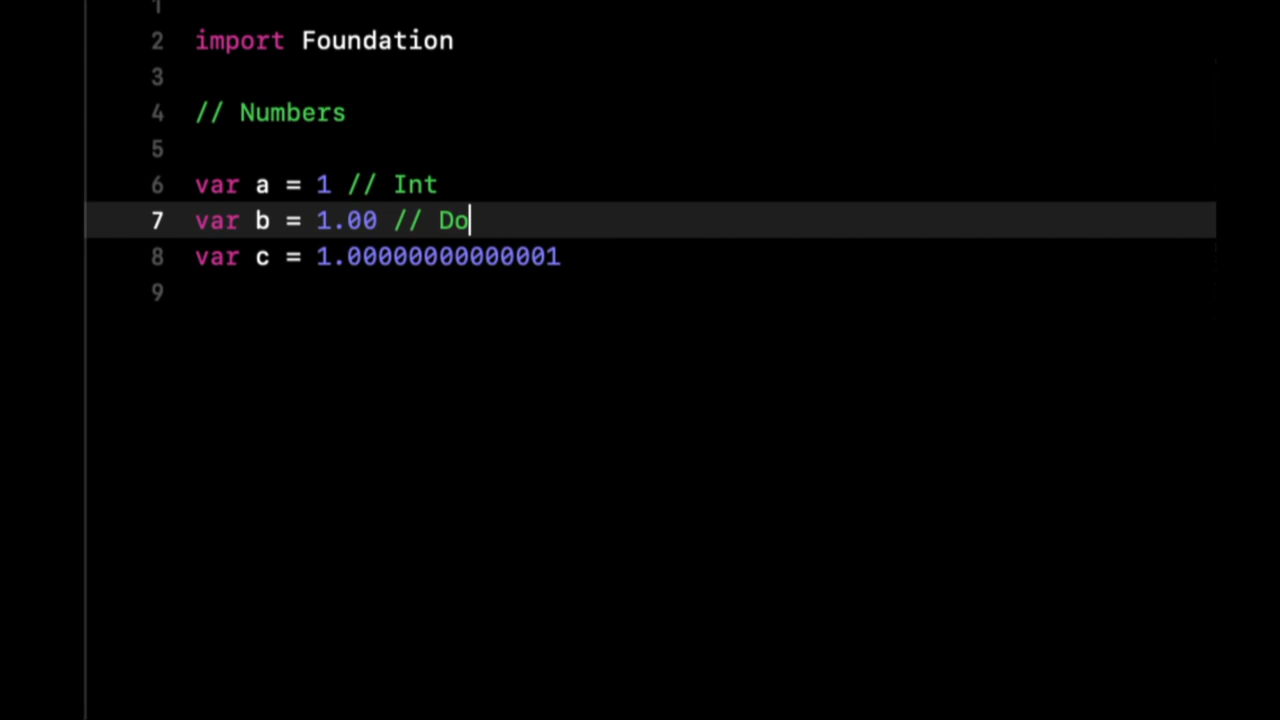 1
2 import Foundation
3
4 // Numbers
5
6 var a = 1 // Int
7 var b = 1.00 // Do
8 var c = 1.00000000000001
9